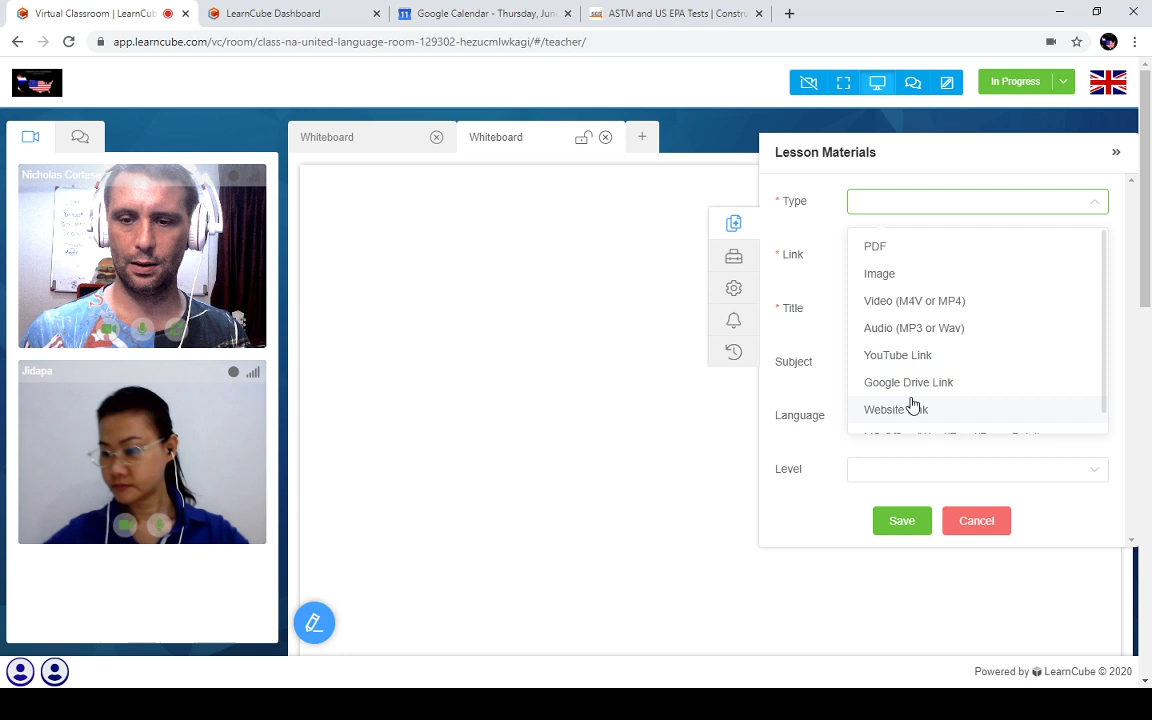 Virtual Classroom | LearnCub
LearnCube Dashboard
Google Calendar - Thursday, Jun
ASTM and US EPA Tests | Constru
app.learncube.com/vc/room/class-na-united-language-room-129302-hezucmlwkagi/#/teacher/
In Progress
Whiteboard
Whiteboard
Lesson Materials
Nicholas Cortese
* Type
PDF
* Link
Image
Video (M4V or MP4)
* Title
Audio (MP3 or Wav)
YouTube Link
Subject
Jidapa
Google Drive Link
Website
Language
Level
Save
Cancel
Powered by LearnCube © 2020